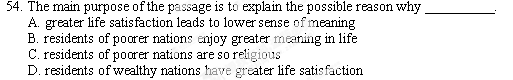 54. The main purpose of the passage is to explain the possible reason why __________.
A. greater life satisfaction leads to lower sense of meaning
B. residents of poorer nations enjoy greater meaning in life
C. residents of poorer nations are so religious
D. residents of wealthy nations have greater life satisfaction